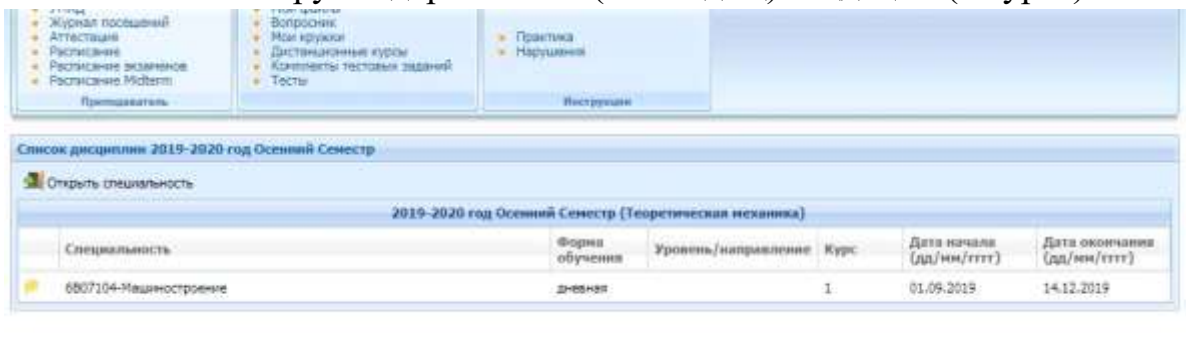 Журнал посещений
Аттестация
Расписание
Расписание экзаменов
Расписание Midterm
Преподаватель
Вопросник
Мои кружки
Дистанционные курсы
Комплекты тестовых заданий
Тесты
Практика
Нарушения
Инструкции
Список дисциплин 2019-2020 год Осенний Семестр
Открыть специальность
2019-2020 год Осенний Семестр (Теоретическая механика)
Специальность Форма обучения Уровень/направление Курс Дата начала (дд/мм/гггг) Дата окончания (дд/мм/гггг)
6B07104-Машиностроение дневная 1 01.09.2019 14.12.2019